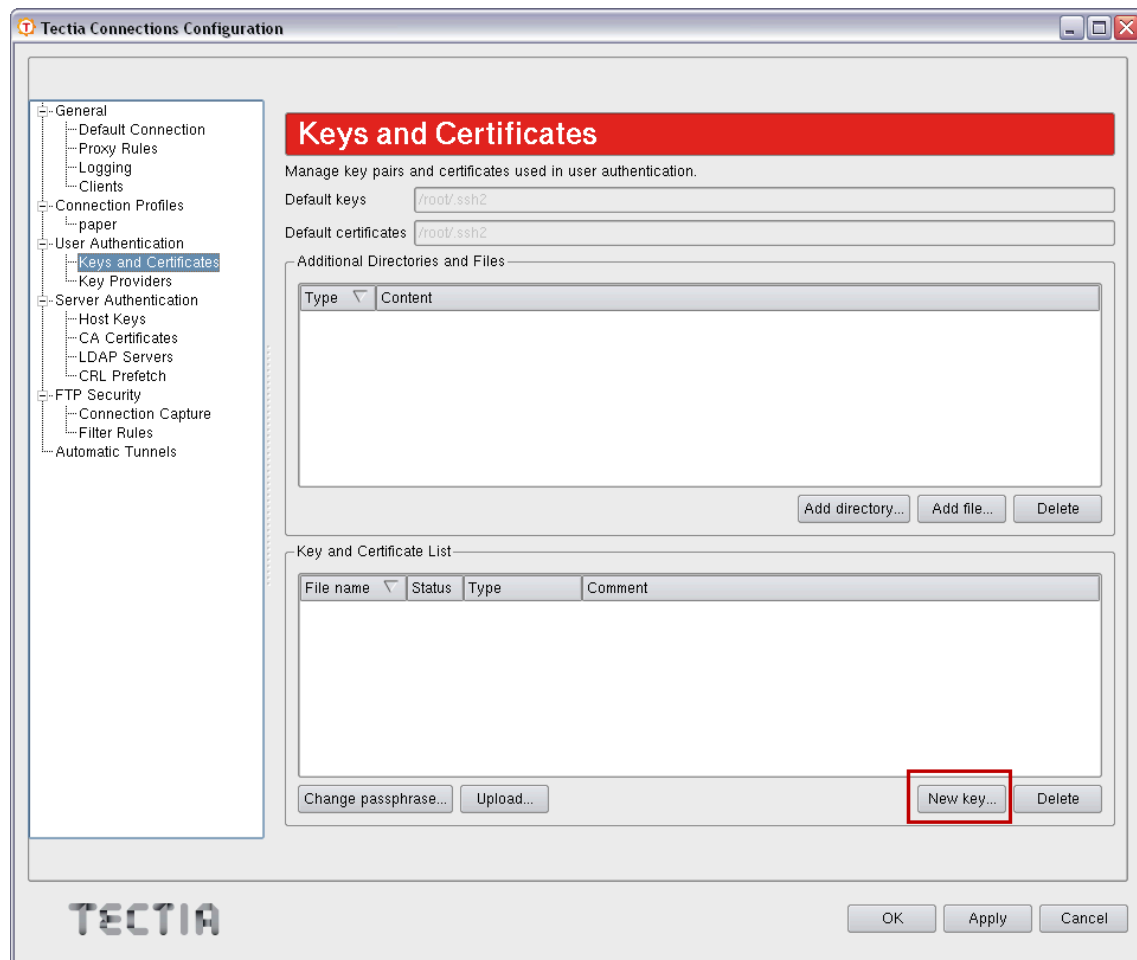 Tectia Connections Configuration
General
Default Connection
Proxy Rules
Logging
Clients
Connection Profiles
paper
User Authentication
Keys and Certificates
Key Providers
Server Authentication
Host Keys
CA Certificates
LDAP Servers
CRL Prefetch
FTP Security
Connection Capture
Filter Rules
Automatic Tunnels
Keys and Certificates
Manage key pairs and certificates used in user authentication.
Default keys /root/.ssh2
Default certificates /root/.ssh2
Additional Directories and Files
Type Content
Add directory... Add file... Delete
Key and Certificate List
File name Status Type Comment
Change passphrase... Upload... New key... Delete
TECTIA
OK Apply Cancel